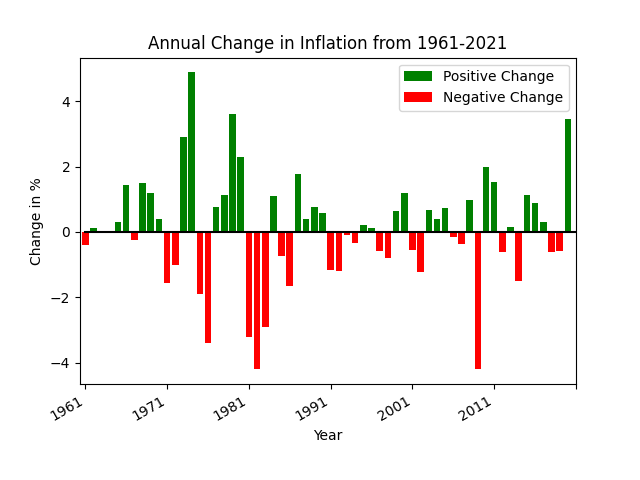 Annual Change in Inflation from 1961-2021
Positive Change
Negative Change
Change in %
4
2
0
−2
−4
1961
1971
1981
1991
2001
2011
Year